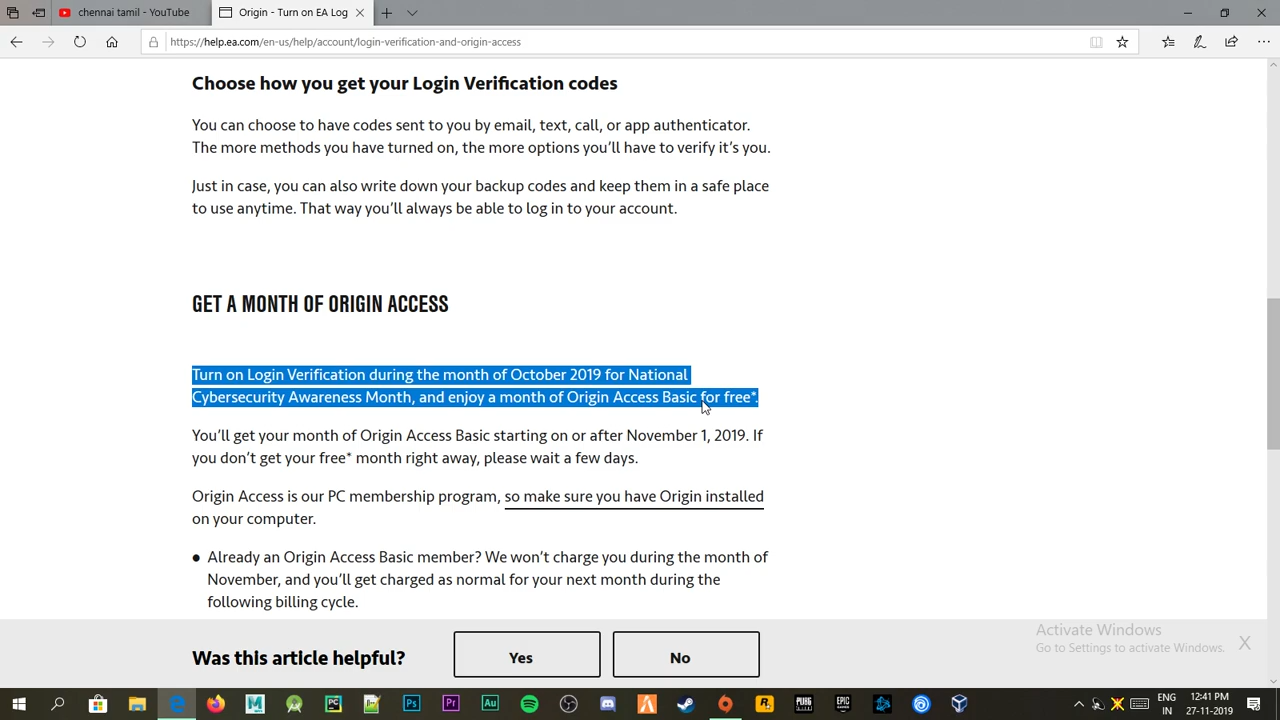 chennai tamil - YouTube
Origin - Turn on EA Log
https://help.ea.com/en-us/help/account/login-verification-and-origin-access
Choose how you get your Login Verification codes
You can choose to have codes sent to you by email, text, call, or app authenticator.
The more methods you have turned on, the more options you’ll have to verify it’s you.
Just in case, you can also write down your backup codes and keep them in a safe place
to use anytime. That way you’ll always be able to log in to your account.
GET A MONTH OF ORIGIN ACCESS
Turn on Login Verification during the month of October 2019 for National
Cybersecurity Awareness Month, and enjoy a month of Origin Access Basic for free*.
You’ll get your month of Origin Access Basic starting on or after November 1, 2019. If
you don’t get your free* month right away, please wait a few days.
Origin Access is our PC membership program, so make sure you have Origin installed
on your computer.
● Already an Origin Access Basic member? We won’t charge you during the month of
November, and you’ll get charged as normal for your next month during the
following billing cycle.
Was this article helpful?
Yes
No
Activate Windows
Go to Settings to activate Windows.
X
M
PC
Ps
Pr
Au
R
PUBG
EPIC
ENG
IN
12:41 PM
27-11-2019